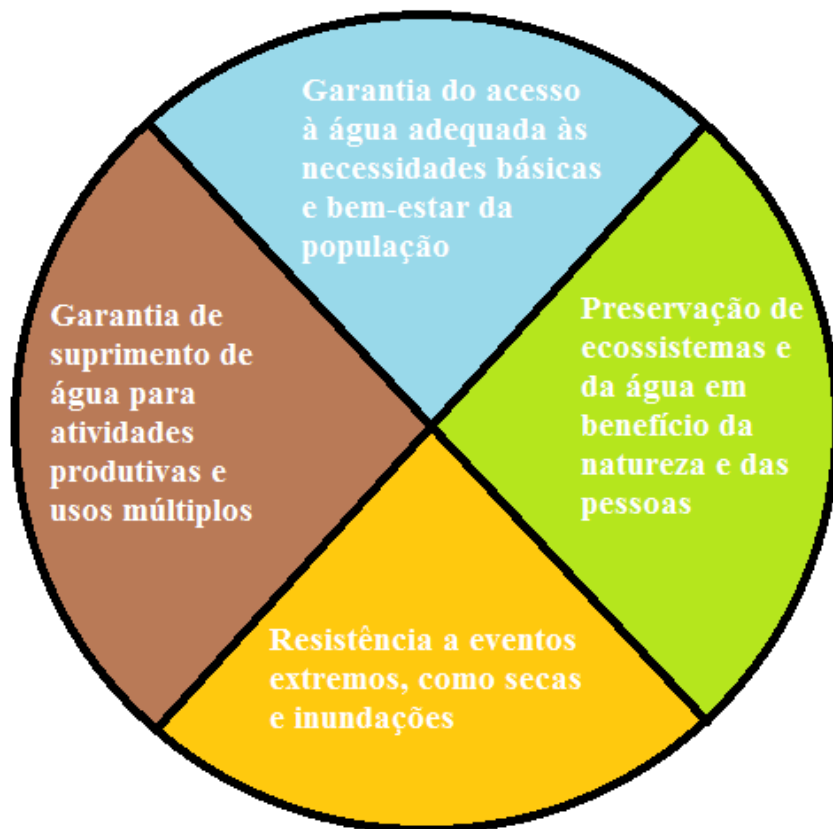 Garantia do acesso
à água adequada às
necessidades básicas
e bem-estar da
população
Garantia de
suprimento de
água para
atividades
produtivas e
usos múltiplos
Preservação de
ecossistemas e
da água em
benefício da
natureza e das
pessoas
Resistência a eventos
extremos, como secas
e inundações